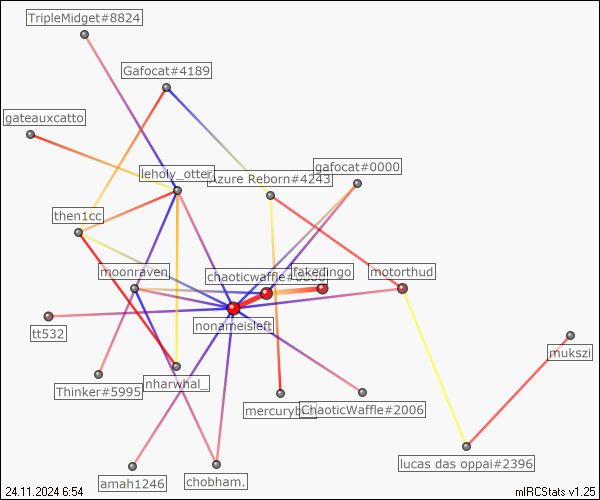 TripleMidget#8824
Gafocat#4189
gateauxcatto
gafocat#0000
leholy_otter
Azure Reborn#4243
then1cc
moonraven
chaoticwaffle#0000
fakedingo
motorthud
nonameisleft
tt532
mukszi
Thinker#5995
nharwhal_
ChaoticWaffle#2006
lucas das oppai#2396
amah1246
chobham.
24.11.2024 6:54
mIRCStats v1.25